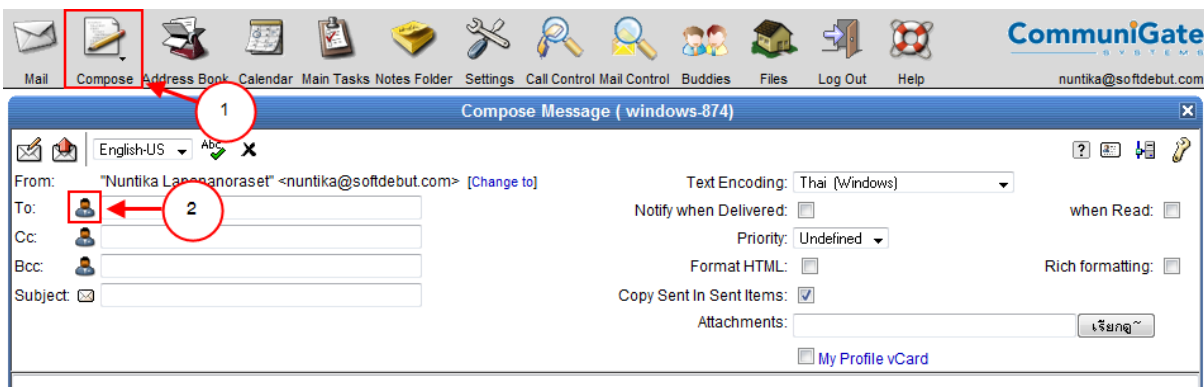 CommuniGate
SYSTEMS
Mail Compose Address Book Calendar Main Tasks Notes Folder Settings Call Control Mail Control Buddies Files Log Out Help nuntika@softdebut.com
1
Compose Message ( windows-874)
English-US Abc
From: "Nuntika <nuntika@softdebut.com> [Change to] Text Encoding: Thai (Windows)
To: 2 Notify when Delivered: when Read:
Cc: Priority: Undefined
Bcc: Format HTML: Rich formatting:
Subject: Copy Sent In Sent Items:
Attachments: เรียกดู~
My Profile vCard